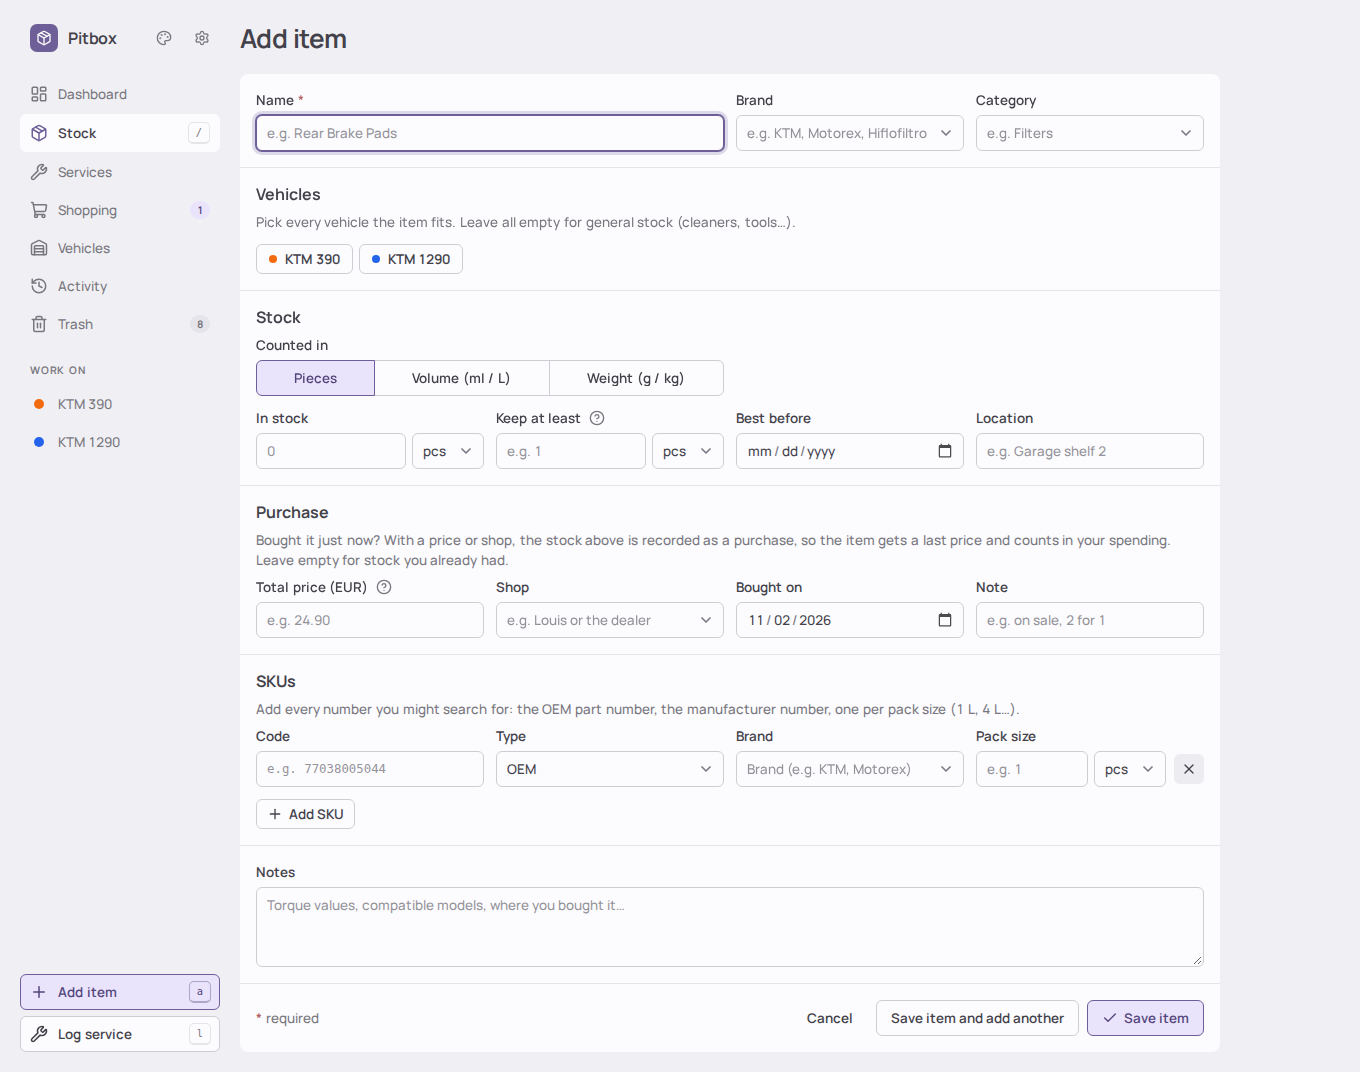 Pitbox
Dashboard
Stock /
Services
Shopping 1
Vehicles
Activity
Trash 8
WORK ON
KTM 390
KTM 1290
Add item a
Log service l
Add item
Name * Brand Category
e.g. Rear Brake Pads e.g. KTM, Motorex, Hiflofiltro e.g. Filters
Vehicles
Pick every vehicle the item fits. Leave all empty for general stock (cleaners, tools…).
KTM 390 KTM 1290
Stock
Counted in
Pieces Volume (ml / L) Weight (g / kg)
In stock Keep at least Best before Location
0 pcs e.g. 1 pcs mm/dd/yyyy e.g. Garage shelf 2
Purchase
Bought it just now? With a price or shop, the stock above is recorded as a purchase, so the item gets a last price and counts in your spending.
Leave empty for stock you already had.
Total price (EUR) Shop Bought on Note
e.g. 24.90 e.g. Louis or the dealer 11/02/2026 e.g. on sale, 2 for 1
SKUs
Add every number you might search for: the OEM part number, the manufacturer number, one per pack size (1 L, 4 L…).
Code Type Brand Pack size
e.g. 77038005044 OEM Brand (e.g. KTM, Motorex) e.g. 1 pcs
Add SKU
Notes
Torque values, compatible models, where you bought it…
* required Cancel Save item and add another Save item